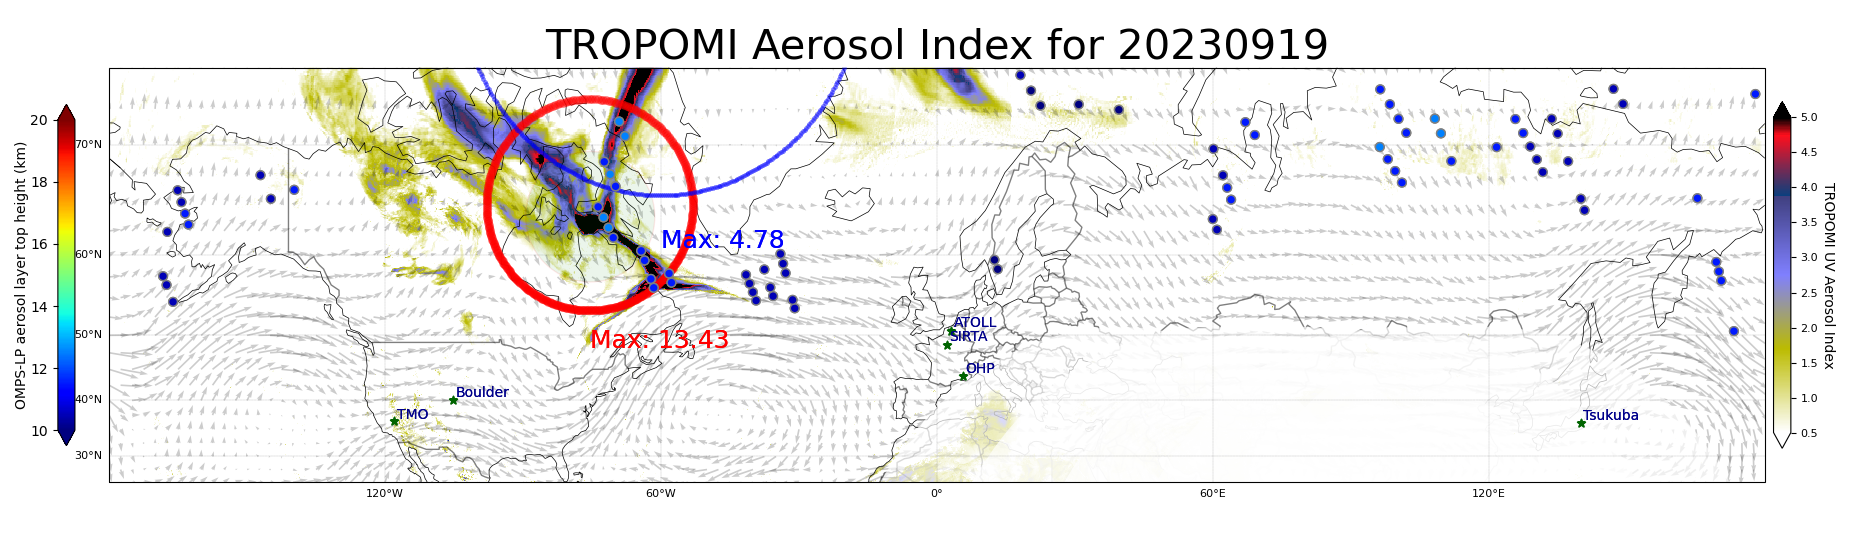 TROPOMI Aerosol Index for 20230919
OMPS-LP aerosol layer top height (km)
20
18
16
14
12
10
70°N
60°N
50°N
40°N
30°N
120°W
60°W
0°
60°E
120°E
Max: 4.78
Max: 13.43
ATOLL
SIRTA
OHP
Boulder
TMO
Tsukuba
5.0
4.5
4.0
3.5
3.0
2.5
2.0
1.5
1.0
0.5
TROPOMI UV Aerosol Index